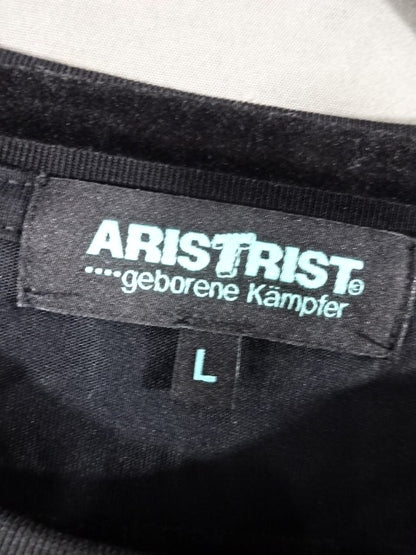 ARISTRIST®
....geborene Kämpfer
L